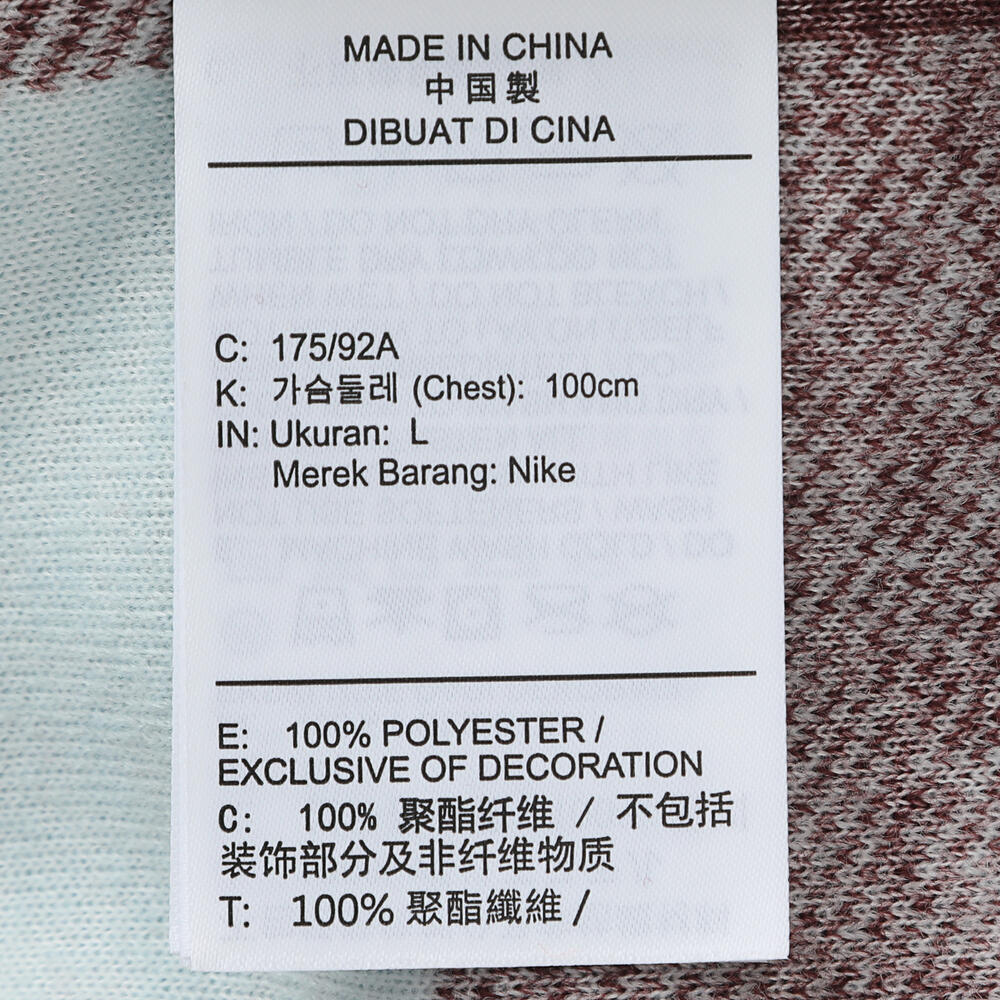 MADE IN CHINA
中国製
DIBUAT DI CINA
C: 175/92A
K: 가슴둘레 (Chest): 100cm
IN: Ukuran: L
Merek Barang: Nike
E: 100% POLYESTER /
EXCLUSIVE OF DECORATION
C: 100% 聚酯纤维 / 不包括
装饰部分及非纤维物质
T: 100% 聚酯纖維 /